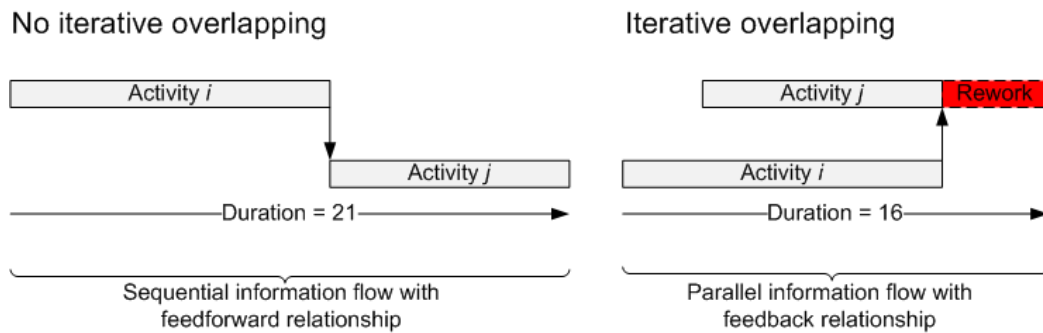 No iterative overlapping
Activity i
Activity j
Duration = 21
Sequential information flow with
feedforward relationship
Iterative overlapping
Activity j
Rework
Activity i
Duration = 16
Parallel information flow with
feedback relationship